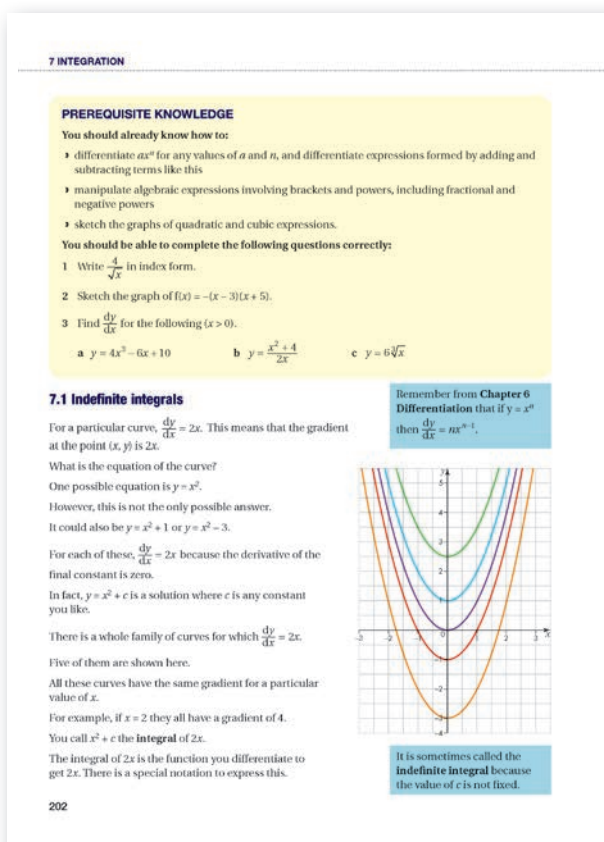 7 INTEGRATION
PREREQUISITE KNOWLEDGE
You should already know how to:
› differentiate axⁿ for any values of a and n, and differentiate expressions formed by adding and
subtracting terms like this
› manipulate algebraic expressions involving brackets and powers, including fractional and
negative powers
› sketch the graphs of quadratic and cubic expressions.
You should be able to complete the following questions correctly:
1 Write 4/√x in index form.
2 Sketch the graph of f(x) = –(x – 3)(x + 5).
3 Find dy/dx for the following (x > 0).
a y = 4x³ – 6x + 10 b y = (x² + 4)/2x c y = 6∛x
7.1 Indefinite integrals
For a particular curve, dy/dx = 2x. This means that the gradient
at the point (x, y) is 2x.
What is the equation of the curve?
One possible equation is y = x².
However, this is not the only possible answer.
It could also be y = x² + 1 or y = x² – 3.
For each of these, dy/dx = 2x because the derivative of the
final constant is zero.
In fact, y = x² + c is a solution where c is any constant
you like.
There is a whole family of curves for which dy/dx = 2x.
Five of them are shown here.
All these curves have the same gradient for a particular
value of x.
For example, if x = 2 they all have a gradient of 4.
You call x² + c the integral of 2x.
The integral of 2x is the function you differentiate to
get 2x. There is a special notation to express this.
Remember from Chapter 6
Differentiation that if y = xⁿ
then dy/dx = nxⁿ⁻¹.
y
5
4
3
2
1
-3 -2 -1 0 1 2 3 x
-1
-2
-3
-4
It is sometimes called the
indefinite integral because
the value of c is not fixed.
202